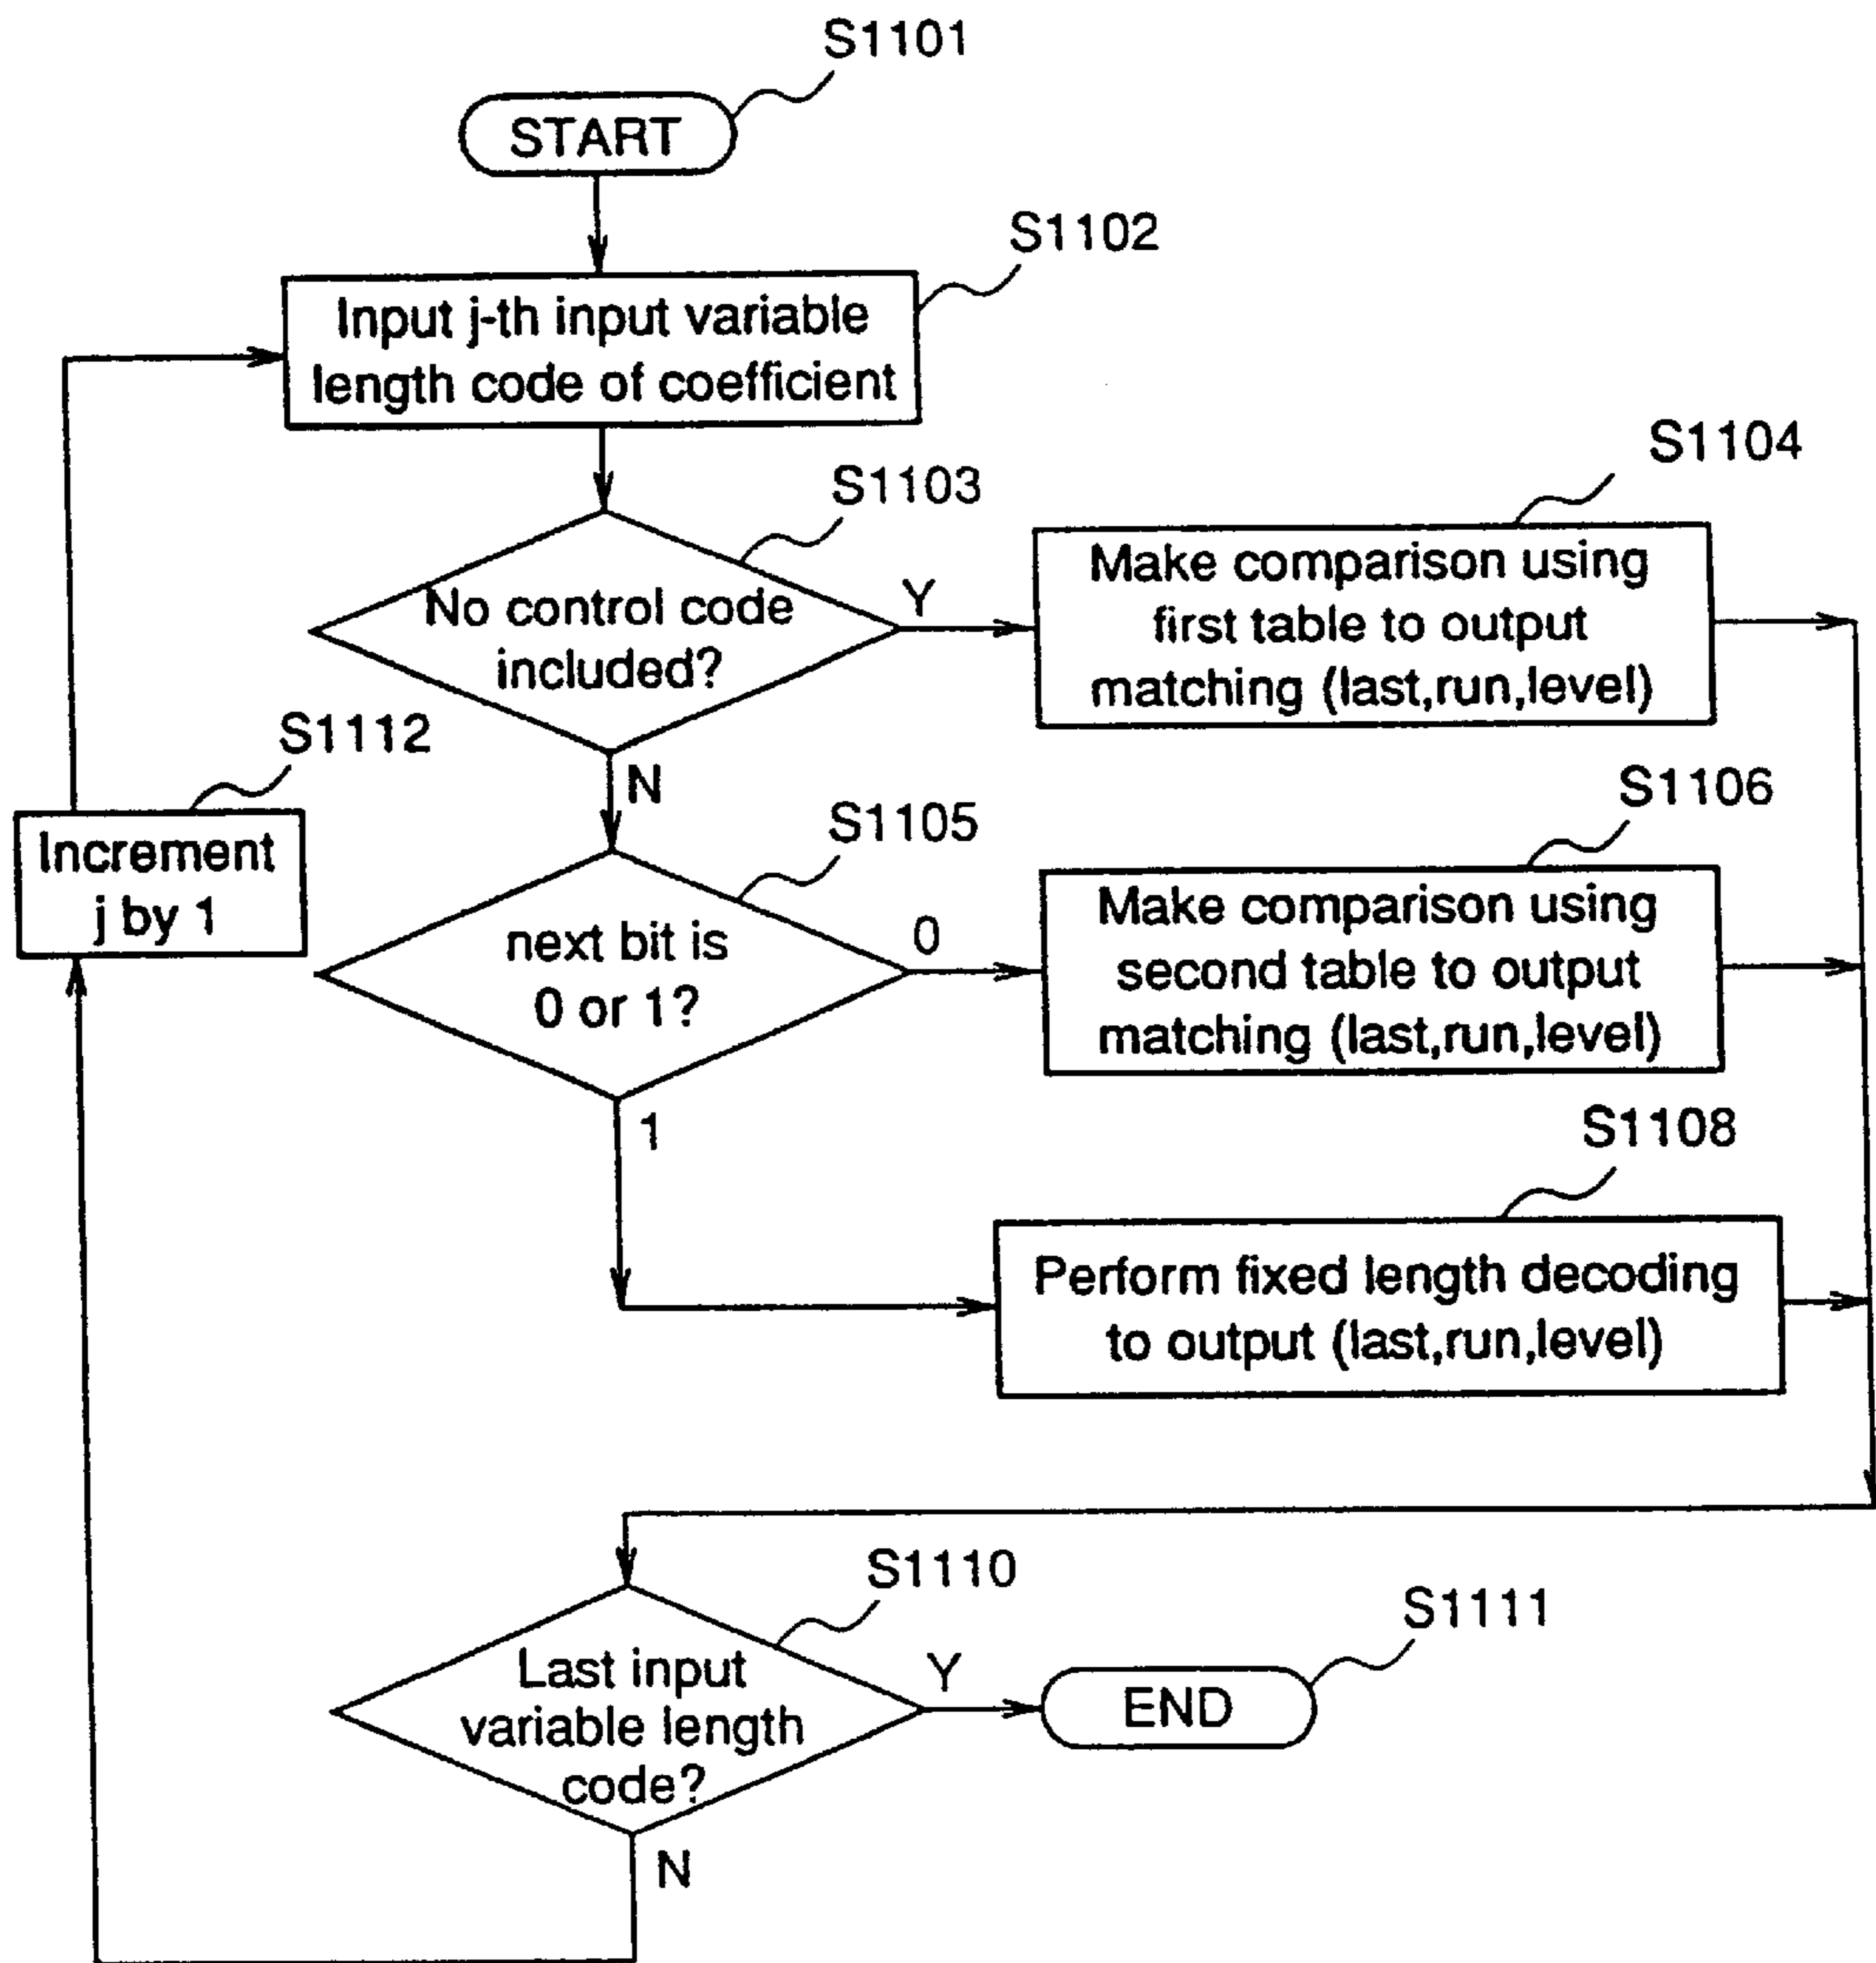 S1101
START
S1102
Input j-th input variable
length code of coefficient
S1103
No control code
included?
Y
N
S1104
Make comparison using
first table to output
matching (last,run,level)
S1112
Increment
j by 1
S1105
next bit is
0 or 1?
0
1
S1106
Make comparison using
second table to output
matching (last,run,level)
S1108
Perform fixed length decoding
to output (last,run,level)
S1110
Last input
variable length
code?
Y
N
S1111
END